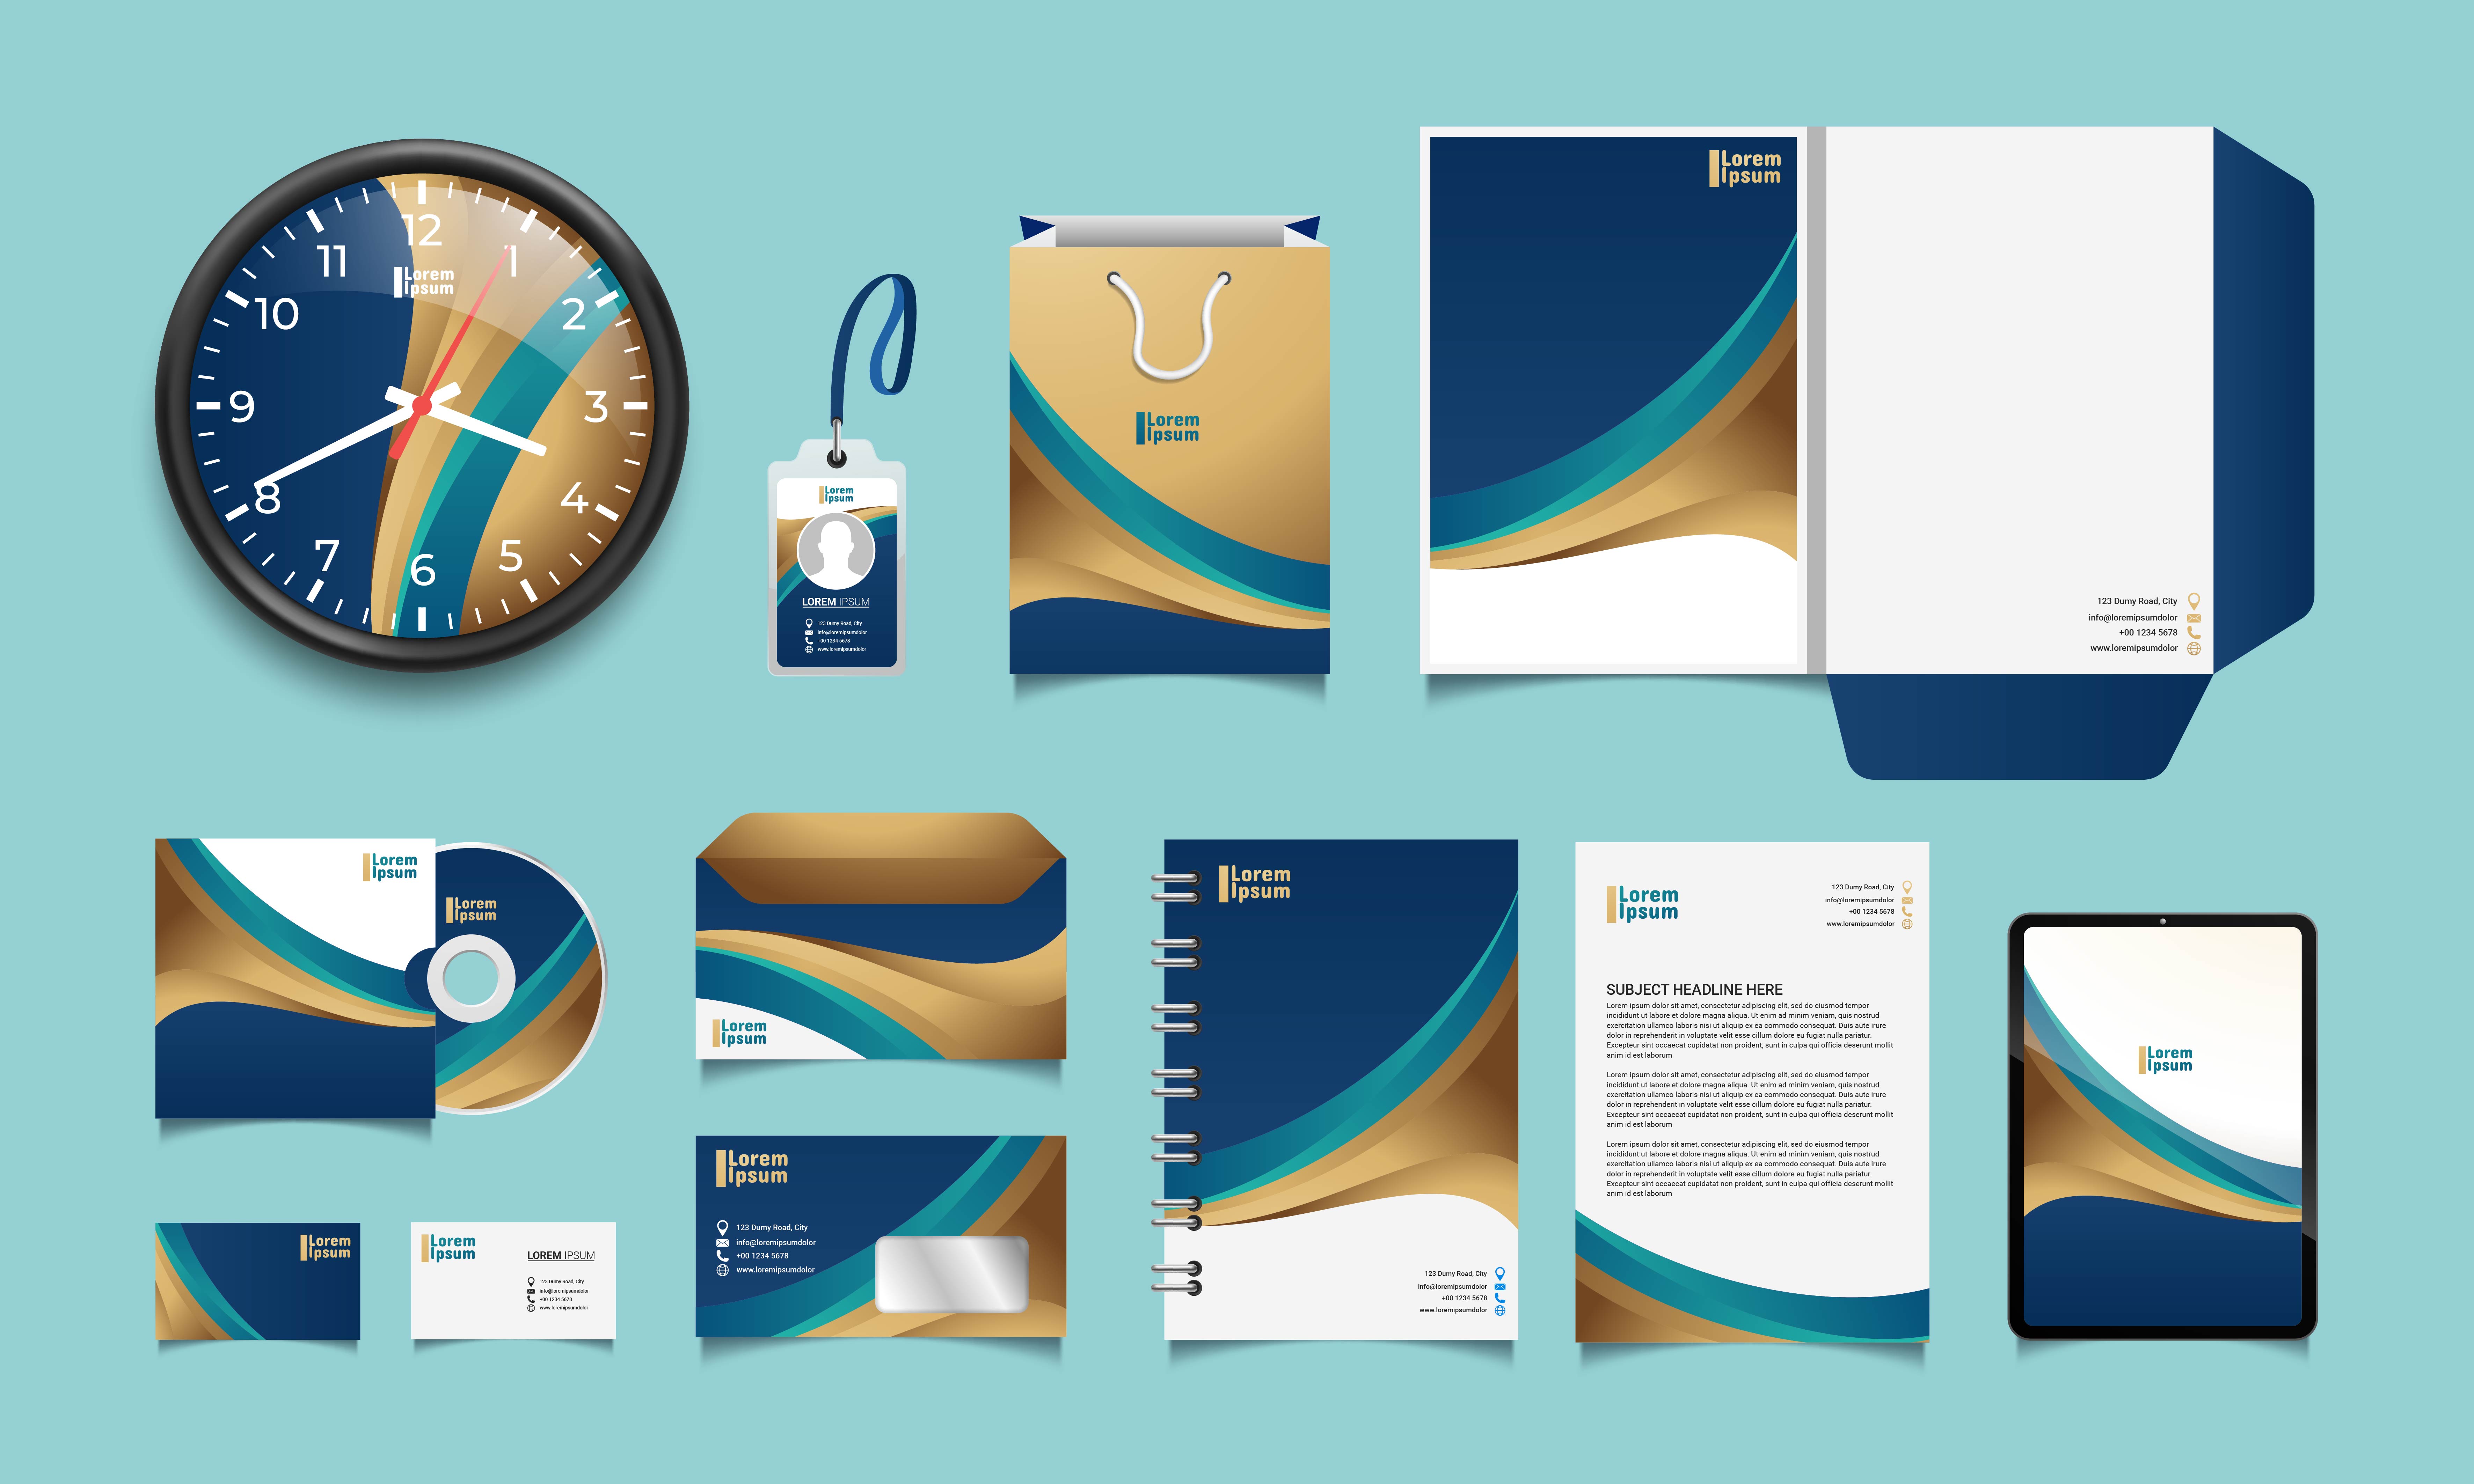 12
11
1
10
2
9
3
8
4
7
5
6
Lorem
Ipsum
Lorem
Ipsum
LOREM IPSUM
123 Dumy Road, City
info@loremipsumdolor
+00 1234 5678
www.loremipsumdolor
Lorem
Ipsum
Lorem
Ipsum
123 Dumy Road, City
info@loremipsumdolor
+00 1234 5678
www.loremipsumdolor
Lorem
Ipsum
Lorem
Ipsum
Lorem
Ipsum
LOREM IPSUM
123 Dumy Road, City
info@loremipsumdolor
+00 1234 5678
www.loremipsumdolor
Lorem
Ipsum
Lorem
Ipsum
Lorem
Ipsum
123 Dumy Road, City
info@loremipsumdolor
+00 1234 5678
www.loremipsumdolor
Lorem
Ipsum
123 Dumy Road, City
info@loremipsumdolor
+00 1234 5678
www.loremipsumdolor
Lorem
Ipsum
123 Dumy Road, City
info@loremipsumdolor
+00 1234 5678
www.loremipsumdolor
SUBJECT HEADLINE HERE
Lorem ipsum dolor sit amet, consectetur adipiscing elit, sed do eiusmod tempor
incididunt ut labore et dolore magna aliqua. Ut enim ad minim veniam, quis nostrud
exercitation ullamco laboris nisi ut aliquip ex ea commodo consequat. Duis aute irure
dolor in reprehenderit in voluptate velit esse cillum dolore eu fugiat nulla pariatur.
Excepteur sint occaecat cupidatat non proident, sunt in culpa qui officia deserunt mollit
anim id est laborum
Lorem ipsum dolor sit amet, consectetur adipiscing elit, sed do eiusmod tempor
incididunt ut labore et dolore magna aliqua. Ut enim ad minim veniam, quis nostrud
exercitation ullamco laboris nisi ut aliquip ex ea commodo consequat. Duis aute irure
dolor in reprehenderit in voluptate velit esse cillum dolore eu fugiat nulla pariatur.
Excepteur sint occaecat cupidatat non proident, sunt in culpa qui officia deserunt mollit
anim id est laborum
Lorem ipsum dolor sit amet, consectetur adipiscing elit, sed do eiusmod tempor
incididunt ut labore et dolore magna aliqua. Ut enim ad minim veniam, quis nostrud
exercitation ullamco laboris nisi ut aliquip ex ea commodo consequat. Duis aute irure
dolor in reprehenderit in voluptate velit esse cillum dolore eu fugiat nulla pariatur.
Excepteur sint occaecat cupidatat non proident, sunt in culpa qui officia deserunt mollit
anim id est laborum
Lorem
Ipsum